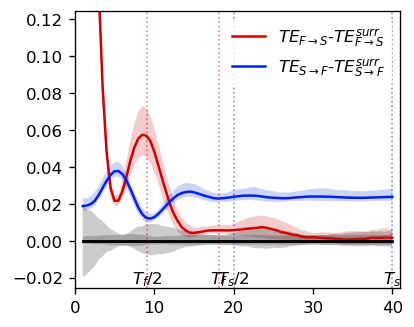 0.12
0.10
0.08
0.06
0.04
0.02
0.00
−0.02
0
10
20
30
40
TE_{F→S}-TE^{surr}_{F→S}
TE_{S→F}-TE^{surr}_{S→F}
T_f/2
T_f
T_s/2
T_s